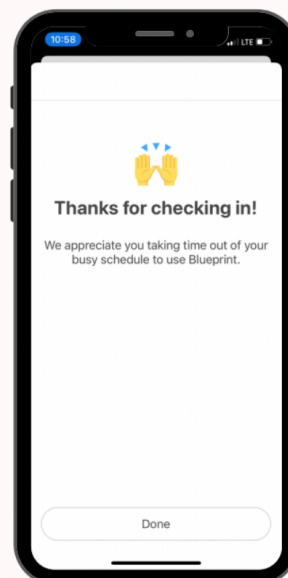 10:58
LTE
Thanks for checking in!
We appreciate you taking time out of your
busy schedule to use Blueprint.
Done